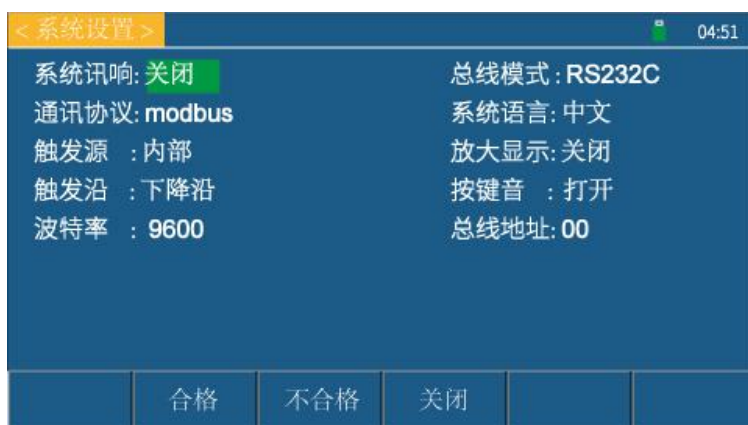 <系统设置> 04:51
系统讯响: 关闭 总线模式 : RS232C
通讯协议: modbus 系统语言: 中文
触发源 : 内部 放大显示: 关闭
触发沿 : 下降沿 按键音 : 打开
波特率 : 9600 总线地址: 00
合格 不合格 关闭